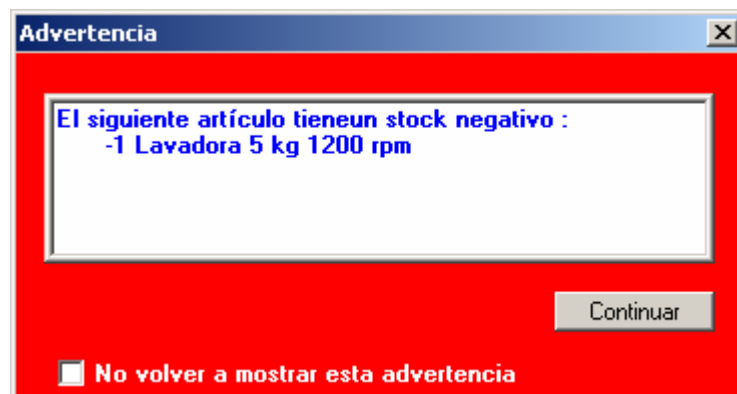 Advertencia
El siguiente artículo tieneun stock negativo :
-1 Lavadora 5 kg 1200 rpm
Continuar
No volver a mostrar esta advertencia